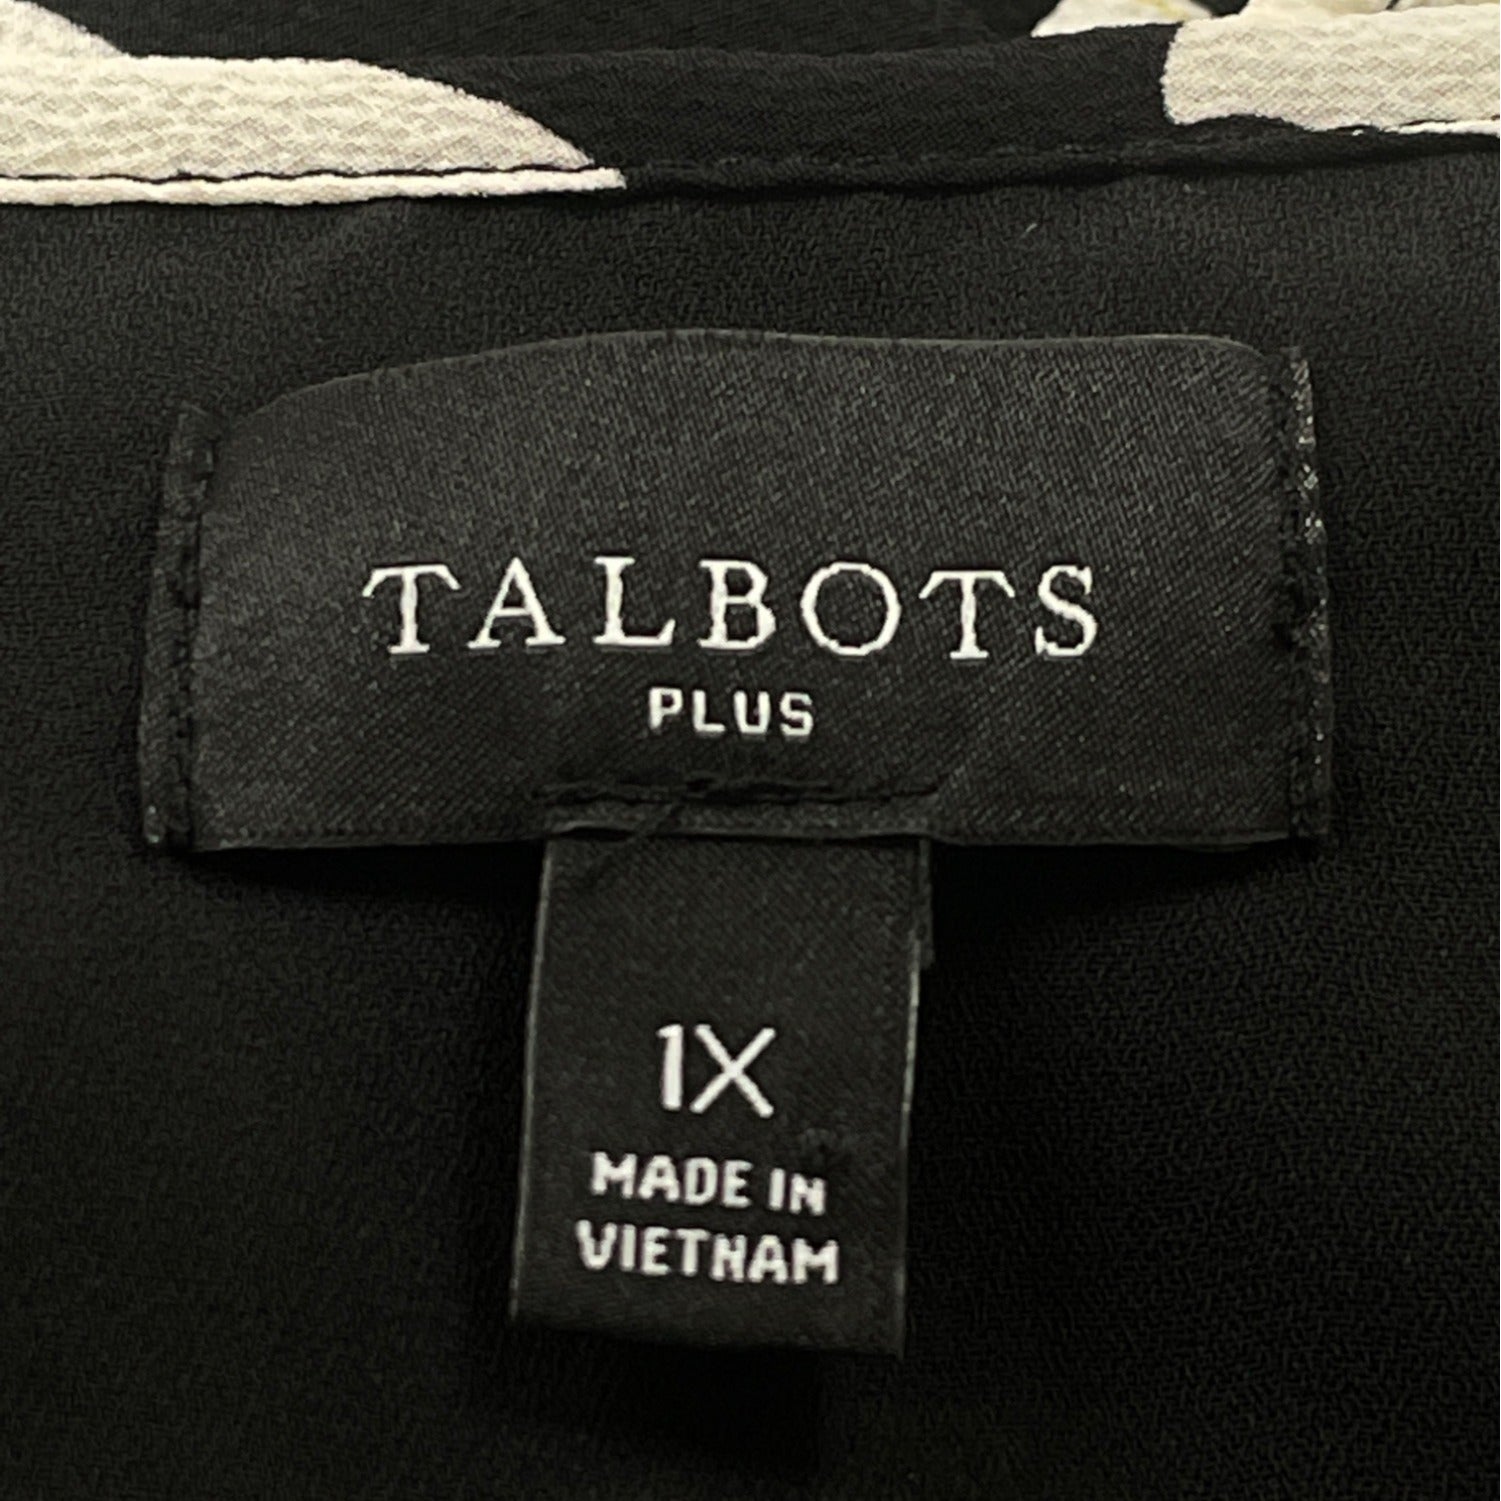 TALBOTS
PLUS
1X
MADE IN
VIETNAM